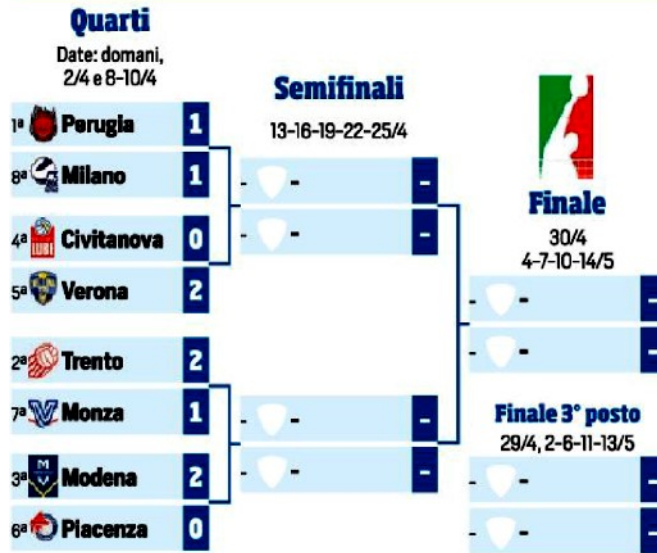 Quarti
Date: domani,
2/4 e 8-10/4
1ª Perugia 1
8ª Milano 1
4ª LUBE Civitanova 0
5ª Verona 2
2ª Trento 2
7ª Monza 1
3ª M V Modena 2
6ª Piacenza 0
Semifinali
13-16-19-22-25/4
- - -
- - -
- - -
- - -
Finale
30/4
4-7-10-14/5
- - -
- - -
Finale 3° posto
29/4, 2-6-11-13/5
- - -
- - -